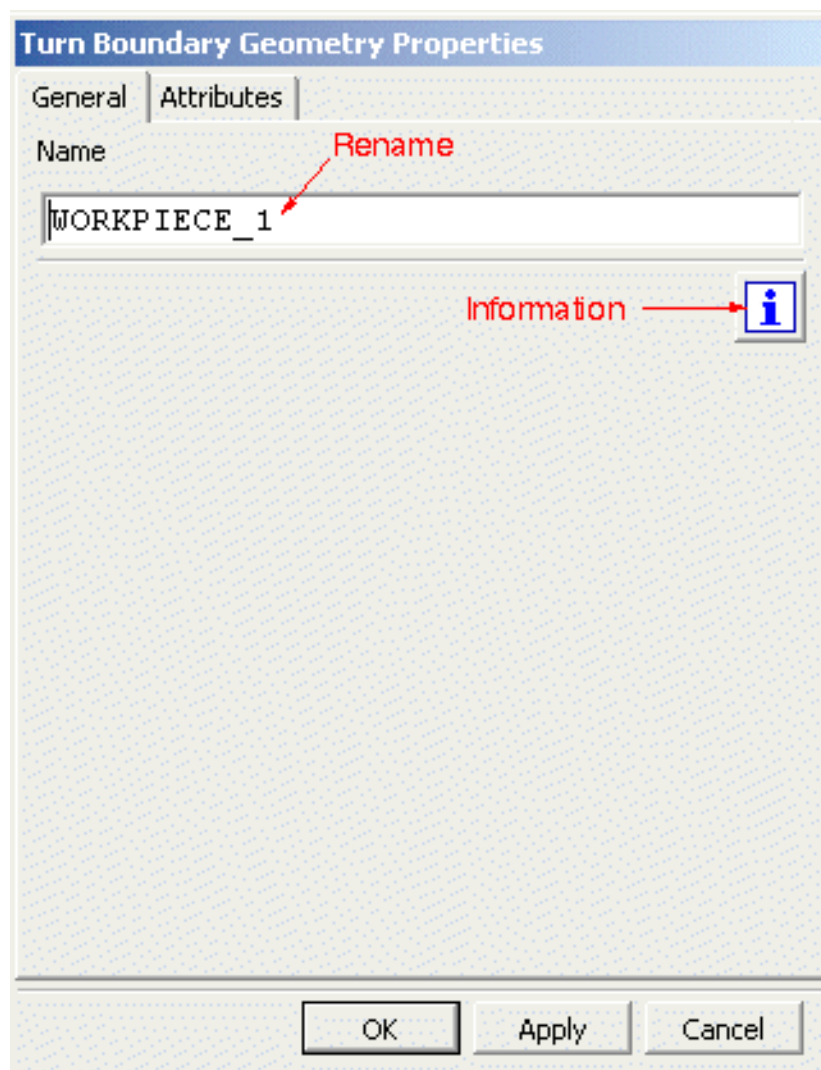 Turn Boundary Geometry Properties
General Attributes
Name
Rename
WORKPIECE_1
Information
i
OK Apply Cancel